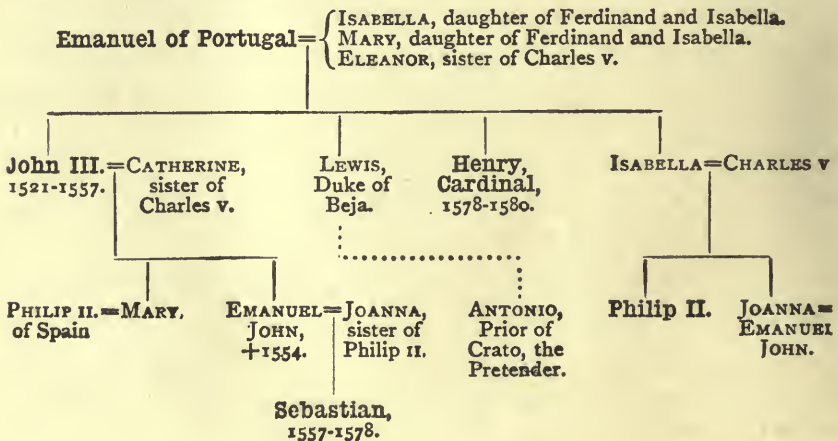 Emanuel of Portugal=
ISABELLA, daughter of Ferdinand and Isabella.
MARY, daughter of Ferdinand and Isabella.
ELEANOR, sister of Charles v.
John III.=CATHERINE,
1521-1557. sister of
Charles v.
LEWIS,
Duke of
Beja.
Henry,
Cardinal,
1578-1580.
ISABELLA=CHARLES v
PHILIP II.=MARY.
of Spain
EMANUEL=JOANNA,
JOHN, sister of
+1554. Philip II.
ANTONIO,
Prior of
Crato, the
Pretender.
Philip II.
JOANNA=
EMANUEL
JOHN.
Sebastian,
1557-1578.